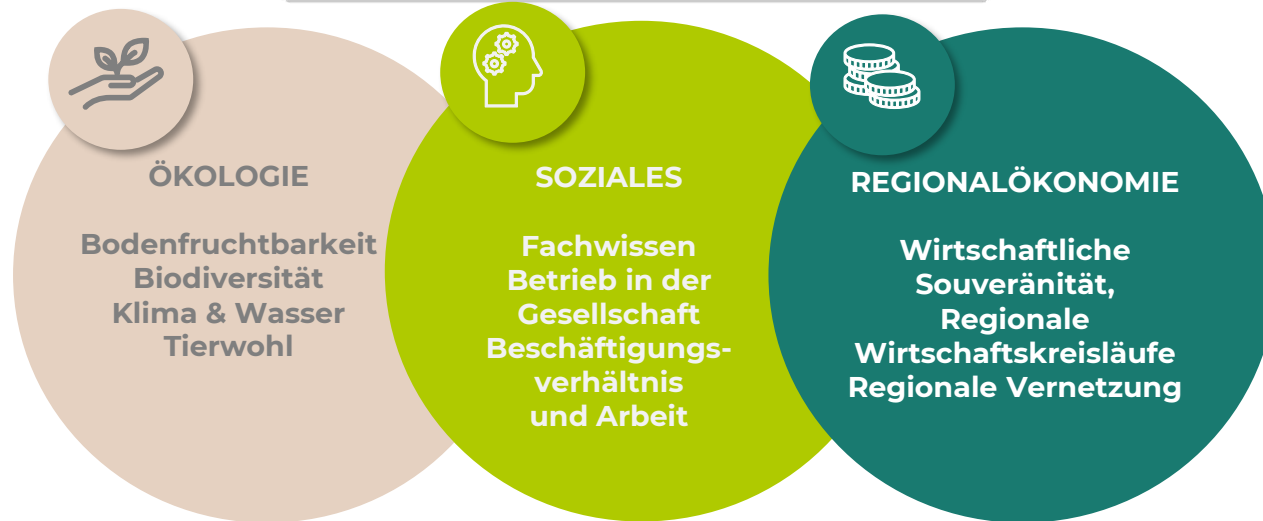 ÖKOLOGIE
Bodenfruchtbarkeit
Biodiversität
Klima & Wasser
Tierwohl
SOZIALES
Fachwissen
Betrieb in der
Gesellschaft
Beschäftigungs-
verhältnis
und Arbeit
REGIONALÖKONOMIE
Wirtschaftliche
Souveränität,
Regionale
Wirtschaftskreisläufe
Regionale Vernetzung